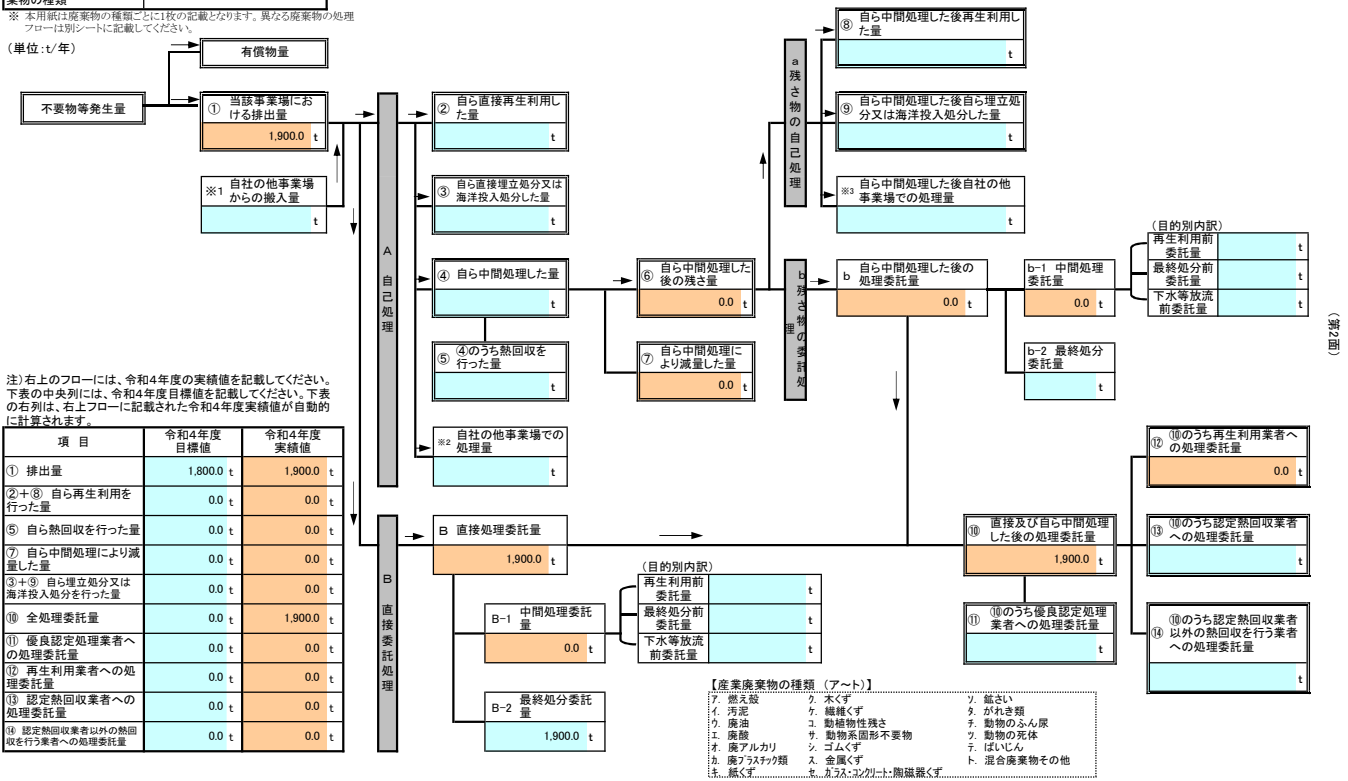 棄物の種類
※ 本用紙は廃棄物の種類ごとに1枚の記載となります。異なる廃棄物の処理
フローは別シートに記載してください。
(単位:t/年)
有償物量
不要物等発生量
① 当該事業場にお
ける排出量
1,900.0 t
※1 自社の他事業場
からの搬入量
t
A 自己処理
② 自ら直接再生利用し
た量
t
③ 自ら直接埋立処分又は
海洋投入処分した量
t
④ 自ら中間処理した量
t
⑤ ④のうち熱回収を
行った量
t
※2 自社の他事業場での
処理量
t
⑥ 自ら中間処理した
後の残さ量
0.0 t
⑦ 自ら中間処理によ
り減量した量
0.0 t
a 残さ物の自己処理
⑧ 自ら中間処理した後再生利用し
た量
t
⑨ 自ら中間処理した後自ら埋立処
分又は海洋投入処分した量
t
※3 自ら中間処理した後自社の他
事業場での処理量
t
b 残さ物の委託処理
b 自ら中間処理した後の
処理委託量
0.0 t
b-1 中間処理
委託量
0.0 t
b-2 最終処分
委託量
t
(目的別内訳)
再生利用前
委託量
t
最終処分前
委託量
t
下水等放流
前委託量
t
(第2面)
注)右上のフローには、令和4年度の実績値を記載してください。
下表の中央列には、令和4年度目標値を記載してください。下表
の右列は、右上フローに記載された令和4年度実績値が自動的
に計算されます。
項 目 令和4年度
目標値 令和4年度
実績値
① 排出量 1,800.0 t 1,900.0 t
②+⑧ 自ら再生利用を
行った量 0.0 t 0.0 t
⑤ 自ら熱回収を行った量 0.0 t 0.0 t
⑦ 自ら中間処理により減
量した量 0.0 t 0.0 t
③+⑨ 自ら埋立処分又は
海洋投入処分を行った量 0.0 t 0.0 t
⑩ 全処理委託量 0.0 t 1,900.0 t
⑪ 優良認定処理業者へ
の処理委託量 0.0 t 0.0 t
⑫ 再生利用業者への処
理委託量 0.0 t 0.0 t
⑬ 認定熱回収業者への
処理委託量 0.0 t 0.0 t
⑭ 認定熱回収業者以外の熱回
収を行う業者への処理委託量 0.0 t 0.0 t
B 直接委託処理
B 直接処理委託量
1,900.0 t
B-1 中間処理委託
量
0.0 t
B-2 最終処分委託
量
1,900.0 t
(目的別内訳)
再生利用前
委託量
t
最終処分前
委託量
t
下水等放流
前委託量
t
⑩ 直接及び自ら中間処理
した後の処理委託量
1,900.0 t
⑪ ⑩のうち優良認定処理
業者への処理委託量
t
⑫ ⑩のうち再生利用業者へ
の処理委託量
0.0 t
⑬ ⑩のうち認定熱回収業者
への処理委託量
t
⑭ ⑩のうち認定熱回収業者
以外の熱回収を行う業者
への処理委託量
t
【産業廃棄物の種類 (ア~ト)】
ア. 燃え殻 ク. 木くず ソ. 鉱さい
イ. 汚泥 ケ. 繊維くず タ. がれき類
ウ. 廃油 コ. 動植物性残さ チ. 動物のふん尿
エ. 廃酸 サ. 動物系固形不要物 ツ. 動物の死体
オ. 廃アルカリ シ. ゴムくず テ. ばいじん
カ. 廃プラスチック類 ス. 金属くず ト. 混合廃棄物その他
キ. 紙くず セ. ガラス・コンクリート・陶磁器くず